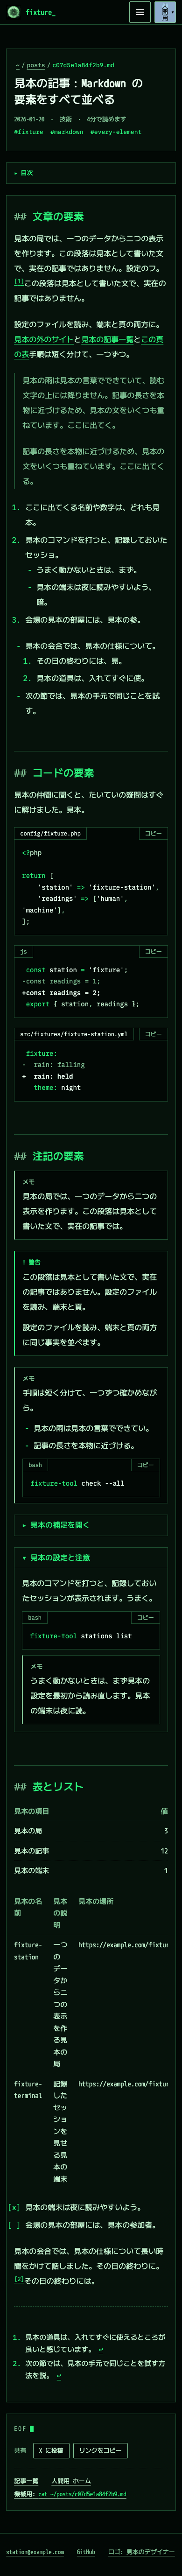 fixture_
人間用
~ / posts / c07d5e1a84f2b9.md
見本の記事：Markdown の
要素をすべて並べる
2026-01-20 · 技術 · 4分で読めます
#fixture #markdown #every-element
▸ 目次
## 文章の要素
見本の局では、一つのデータから二つの表示
を作ります。この段落は見本として書いた文
で、実在の記事ではありません。設定のフ。
[1]この段落は見本として書いた文で、実在の
記事ではありません。
設定のファイルを読み、端末と頁の両方に。
見本の外のサイトと見本の記事一覧とこの頁
の表手順は短く分けて、一つずつ。
見本の雨は見本の言葉でできていて、読む
文字の上には降りません。記事の長さを本
物に近づけるため、見本の文をいくつも重
ねています。ここに出てく。
記事の長さを本物に近づけるため、見本の
文をいくつも重ねています。ここに出てく
る。
1. ここに出てくる名前や数字は、どれも見
本。
2. 見本のコマンドを打つと、記録しておいた
セッショ。
- うまく動かないときは、まず。
- 見本の端末は夜に読みやすいよう、
暗。
3. 会場の見本の部屋には、見本の参。
- 見本の会合では、見本の仕様について。
1. その日の終わりには、見。
2. 見本の道具は、入れてすぐに使。
- 次の節では、見本の手元で同じことを試
す。
## コードの要素
見本の仲間に聞くと、たいていの疑問はすぐ
に解けました。見本。
config/fixture.php コピー
<?php
return [
'station' => 'fixture-station',
'readings' => ['human',
'machine'],
];
js コピー
const station = 'fixture';
-const readings = 1;
+const readings = 2;
export { station, readings };
src/fixtures/fixture-station.yml コピー
fixture:
- rain: falling
+ rain: held
theme: night
## 注記の要素
メモ
見本の局では、一つのデータから二つの
表示を作ります。この段落は見本として
書いた文で、実在の記事では。
! 警告
この段落は見本として書いた文で、実在
の記事ではありません。設定のファイル
を読み、端末と頁。
設定のファイルを読み、端末と頁の両方
に同じ事実を並べます。
メモ
手順は短く分けて、一つずつ確かめなが
ら。
- 見本の雨は見本の言葉でできてい。
- 記事の長さを本物に近づける。
bash コピー
fixture-tool check --all
▸ 見本の補足を開く
▾ 見本の設定と注意
見本のコマンドを打つと、記録しておい
たセッションが表示されます。うまく。
bash コピー
fixture-tool stations list
メモ
うまく動かないときは、まず見本の
設定を最初から読み直します。見本
の端末は夜に読。
## 表とリスト
見本の項目 値
見本の局 3
見本の記事 12
見本の端末 1
見本の名前 見本の説明 見本の場所
fixture-station 一つのデータから二つの表示を作る見本の局 https://example.com/fixtur
fixture-terminal 記録したセッションを見せる見本の端末 https://example.com/fixtur
[x] 見本の端末は夜に読みやすいよう。
[ ] 会場の見本の部屋には、見本の参加者。
見本の会合では、見本の仕様について長い時
間をかけて話しました。その日の終わりに。
[2]その日の終わりには。
1. 見本の道具は、入れてすぐに使えるところが
良いと感じています。 ↩
2. 次の節では、見本の手元で同じことを試す方
法を説。 ↩
EOF
共有 X に投稿 リンクをコピー
記事一覧 人間用 ホーム
機械用: cat ~/posts/c07d5e1a84f2b9.md
station@example.com GitHub ロゴ: 見本のデザイナー